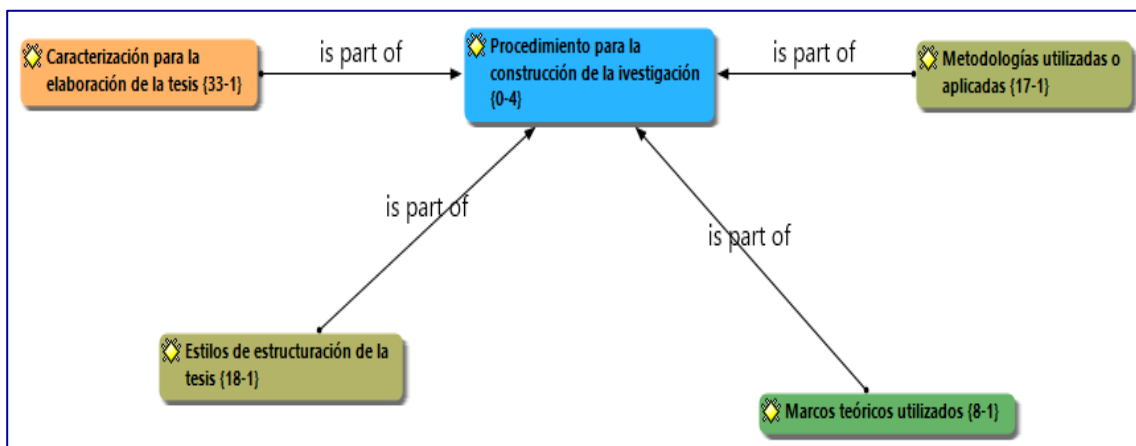 Caracterización para la
elaboración de la tesis {33-1}
is part of
Procedimiento para la
construcción de la ivestigación
{0-4}
is part of
Metodologías utilizadas o
aplicadas {17-1}
is part of
is part of
Estilos de estructuración de la
tesis {18-1}
Marcos teóricos utilizados {8-1}